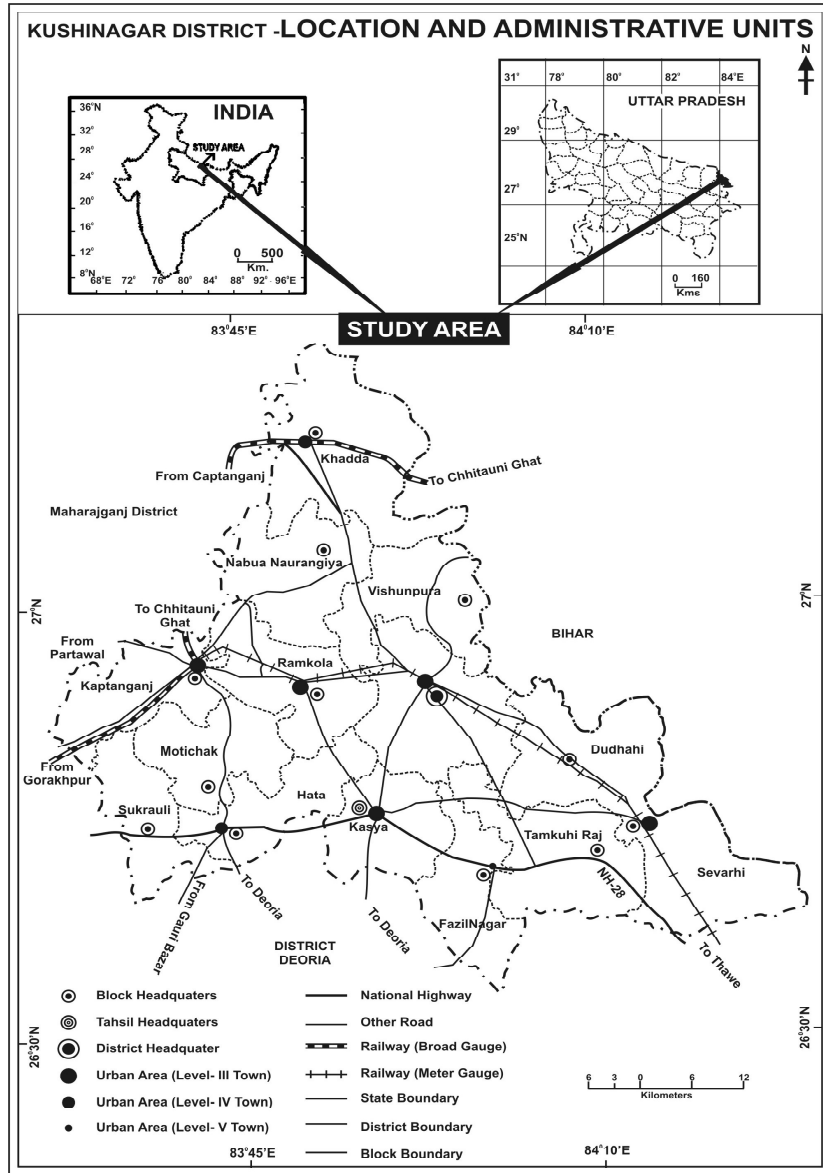 KUSHINAGAR DISTRICT -LOCATION AND ADMINISTRATIVE UNITS
N
INDIA
36°N
32°
28°
24°
20°
16°
12°
8°N
68°E
72°
76°
80°
84°
88°
92°
96°E
STUDY AREA
0 500
Km.
31°
78°
80°
82°
84°E
UTTAR PRADESH
29°
27°
25°N
0 160
Kms
STUDY AREA
83°45'E
84°10'E
Khadda
From Captanganj
To Chhitauni Ghat
Maharajganj District
Nabua Naurangiya
Vishunpura
27°N
27°N
To Chhitauni
Ghat
From
Partawal
BIHAR
Kaptanganj
Ramkola
From
Gorakhpur
Motichak
Dudhahi
Hata
Sukrauli
Kasya
Tamkuhi Raj
Sevarhi
NH-28
From Gauri Bazar
To Deoria
To Deoria
FazilNagar
DISTRICT
DEORIA
To Thawe
Block Headquaters
Tahsil Headquaters
District Headquater
Urban Area (Level- III Town)
Urban Area (Level- IV Town)
Urban Area (Level- V Town)
National Highway
Other Road
Railway (Broad Gauge)
Railway (Meter Gauge)
State Boundary
District Boundary
Block Boundary
26°30'N
26°30'N
6 3 0 6 12
Kilometers
83°45'E
84°10'E